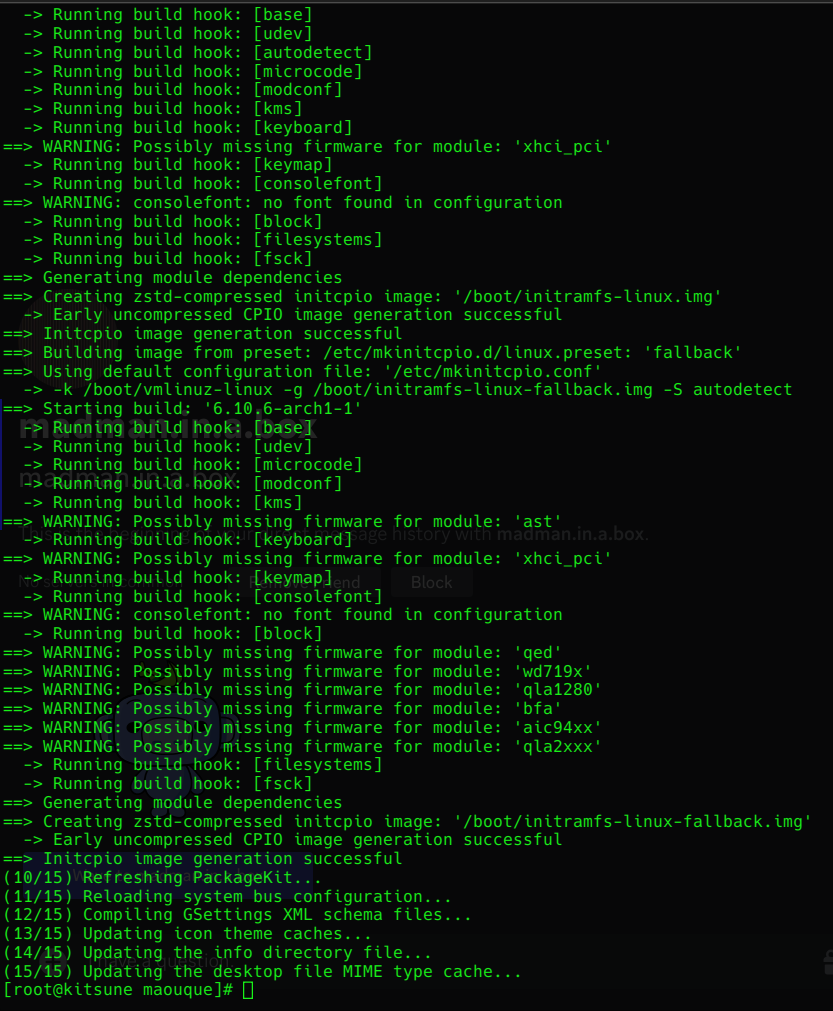 -> Running build hook: [base]
-> Running build hook: [udev]
-> Running build hook: [autodetect]
-> Running build hook: [microcode]
-> Running build hook: [modconf]
-> Running build hook: [kms]
-> Running build hook: [keyboard]
==> WARNING: Possibly missing firmware for module: 'xhci_pci'
-> Running build hook: [keymap]
-> Running build hook: [consolefont]
==> WARNING: consolefont: no font found in configuration
-> Running build hook: [block]
-> Running build hook: [filesystems]
-> Running build hook: [fsck]
==> Generating module dependencies
==> Creating zstd-compressed initcpio image: '/boot/initramfs-linux.img'
-> Early uncompressed CPIO image generation successful
==> Initcpio image generation successful
==> Building image from preset: /etc/mkinitcpio.d/linux.preset: 'fallback'
==> Using default configuration file: '/etc/mkinitcpio.conf'
-> -k /boot/vmlinuz-linux -g /boot/initramfs-linux-fallback.img -S autodetect
==> Starting build: '6.10.6-arch1-1'
madman.in.a.box
-> Running build hook: [base]
-> Running build hook: [udev]
-> Running build hook: [microcode]
madman.in.a.box
-> Running build hook: [modconf]
-> Running build hook: [kms]
==> WARNING: Possibly missing firmware for module: 'ast'
history with madman.in.a.box.
-> Running build hook: [keyboard]
==> WARNING: Possibly missing firmware for module: 'xhci_pci'
-> Running build hook: [keymap]
Block
-> Running build hook: [consolefont]
==> WARNING: consolefont: no font found in configuration
-> Running build hook: [block]
==> WARNING: Possibly missing firmware for module: 'qed'
==> WARNING: Possibly missing firmware for module: 'wd719x'
==> WARNING: Possibly missing firmware for module: 'qla1280'
==> WARNING: Possibly missing firmware for module: 'bfa'
==> WARNING: Possibly missing firmware for module: 'aic94xx'
==> WARNING: Possibly missing firmware for module: 'qla2xxx'
-> Running build hook: [filesystems]
-> Running build hook: [fsck]
==> Generating module dependencies
==> Creating zstd-compressed initcpio image: '/boot/initramfs-linux-fallback.img'
-> Early uncompressed CPIO image generation successful
==> Initcpio image generation successful
(10/15) Refreshing PackageKit...
(11/15) Reloading system bus configuration...
(12/15) Compiling GSettings XML schema files...
(13/15) Updating icon theme caches...
(14/15) Updating the info directory file...
(15/15) Updating the desktop file MIME type cache...
[root@kitsune maouque]#